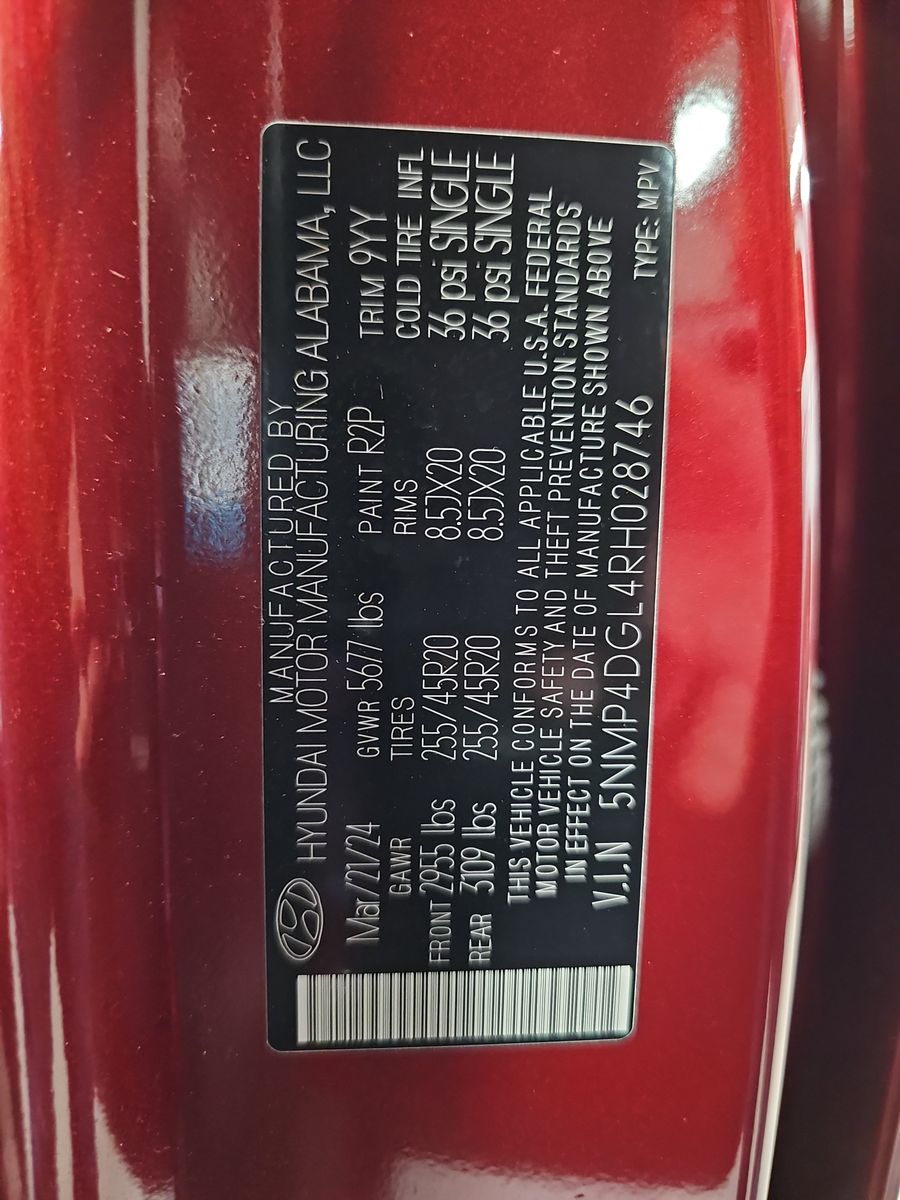 MANUFACTURED BY
HYUNDAI MOTOR MANUFACTURING ALABAMA, LLC
Mar/21/24 GVWR 5677 lbs PAINT R2P TRIM 9YY
GAWR TIRES RIMS COLD TIRE INFL
FRONT 2955 lbs 255/45R20 8.5JX20 36 psi SINGLE
REAR 3109 lbs 255/45R20 8.5JX20 36 psi SINGLE
THIS VEHICLE CONFORMS TO ALL APPLICABLE U.S.A. FEDERAL
MOTOR VEHICLE SAFETY AND THEFT PREVENTION STANDARDS
IN EFFECT ON THE DATE OF MANUFACTURE SHOWN ABOVE
V.I.N 5NMP4DGL4RH028746 TYPE: MPV